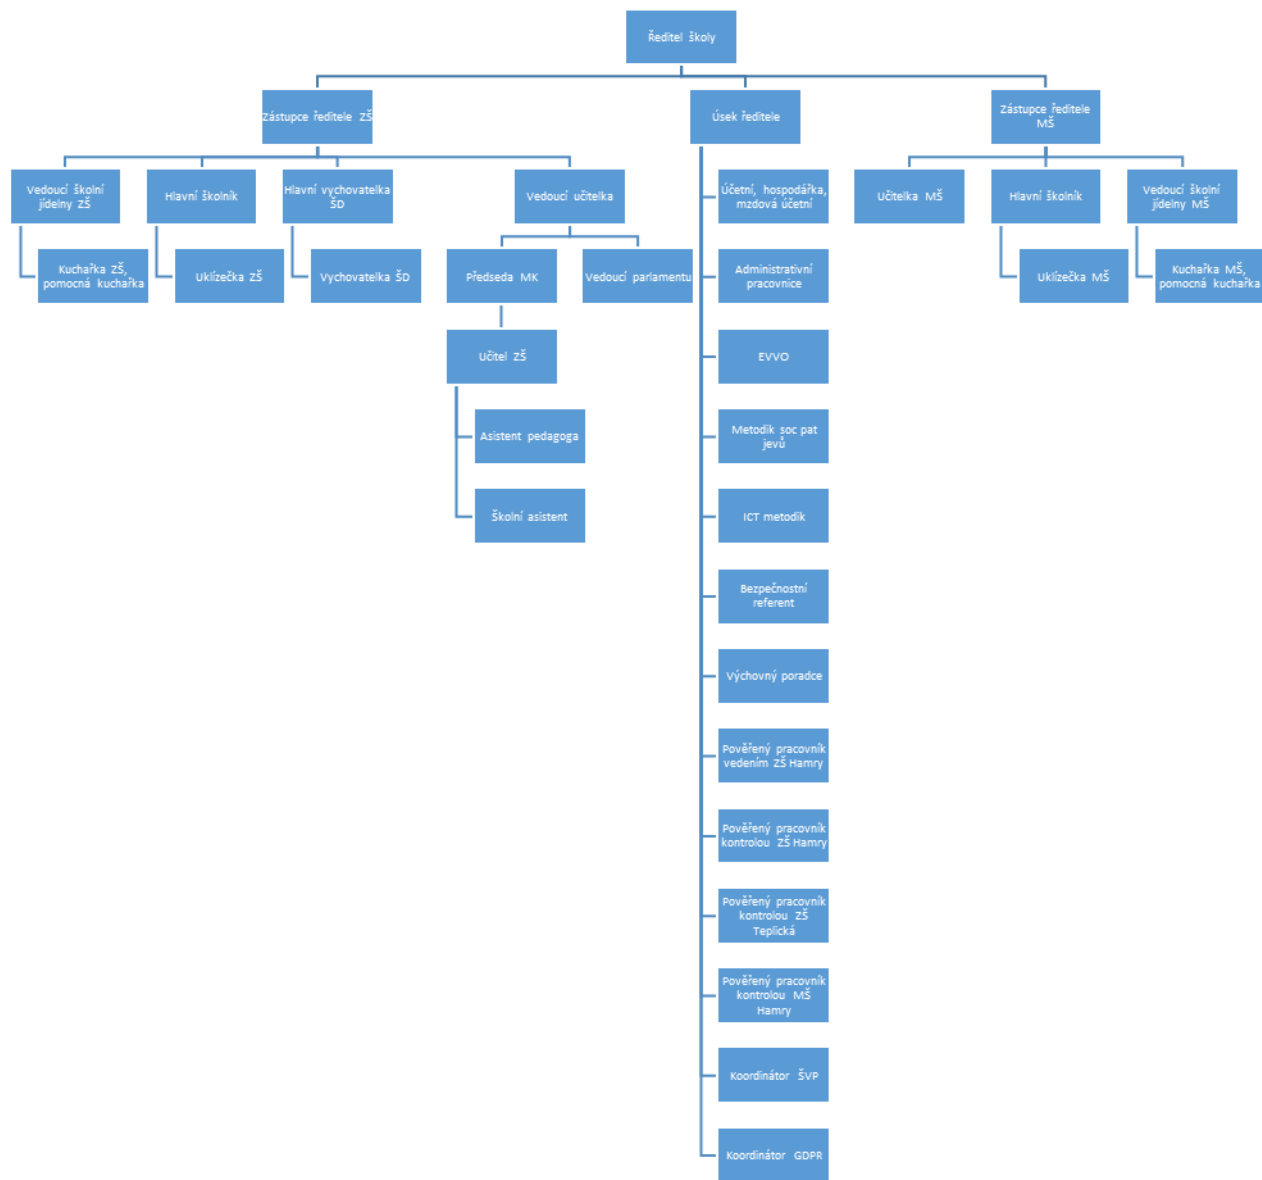 Ředitel školy
Zástupce ředitele ZŠ
Úsek ředitele
Zástupce ředitele
MŠ
Vedoucí školní
jídelny ZŠ
Hlavní školník
Hlavní vychovatelka
ŠD
Vedoucí učitelka
Účetní, hospodářka,
mzdová účetní
Učitelka MŠ
Hlavní školník
Vedoucí školní
jídelny MŠ
Kuchařka ZŠ,
pomocná kuchařka
Uklízečka ZŠ
Vychovatelka ŠD
Předseda MK
Vedoucí parlamentu
Administrativní
pracovnice
Uklízečka MŠ
Kuchařka MŠ,
pomocná kuchařka
Učitel ZŠ
EVVO
Asistent pedagoga
Metodik soc pat
jevů
Školní asistent
ICT metodik
Bezpečnostní
referent
Výchovný poradce
Pověřený pracovník
vedením ZŠ Hamry
Pověřený pracovník
kontrolou ZŠ Hamry
Pověřený pracovník
kontrolou ZŠ
Teplická
Pověřený pracovník
kontrolou MŠ
Hamry
Koordinátor ŠVP
Koordinátor GDPR